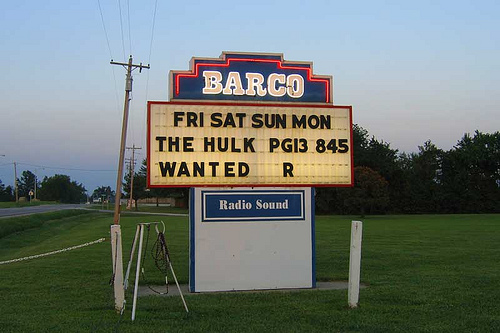 BARCO
FRI SAT SUN MON
THE HULK PG13 845
WANTED R
Radio Sound